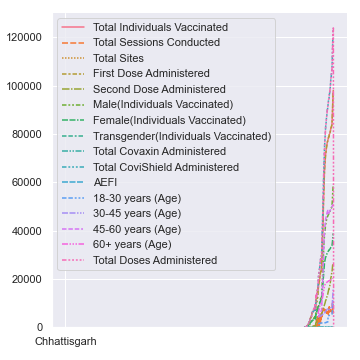 120000
100000
80000
60000
40000
20000
0
Total Individuals Vaccinated
Total Sessions Conducted
Total Sites
First Dose Administered
Second Dose Administered
Male(Individuals Vaccinated)
Female(Individuals Vaccinated)
Transgender(Individuals Vaccinated)
Total Covaxin Administered
Total CoviShield Administered
AEFI
18-30 years (Age)
30-45 years (Age)
45-60 years (Age)
60+ years (Age)
Total Doses Administered
Chhattisgarh